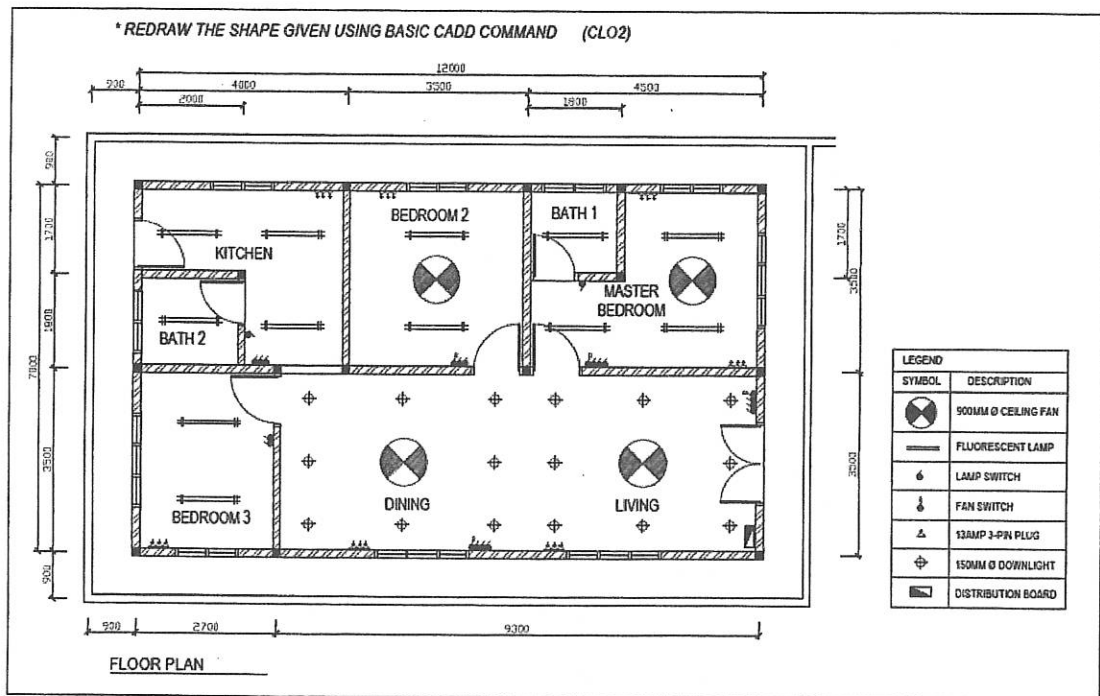 * REDRAW THE SHAPE GIVEN USING BASIC CADD COMMAND (CLO2)
12000
900 4000 3500 4500
2000 1800
900
1700
1900
7000
3500
900
1700
3500
3500
BEDROOM 2
BATH 1
KITCHEN
MASTER
BEDROOM
BATH 2
DINING
LIVING
BEDROOM 3
900 2700 9300
FLOOR PLAN
LEGEND
SYMBOL DESCRIPTION
900MM Ø CEILING FAN
FLUORESCENT LAMP
LAMP SWITCH
FAN SWITCH
13AMP 3-PIN PLUG
150MM Ø DOWNLIGHT
DISTRIBUTION BOARD